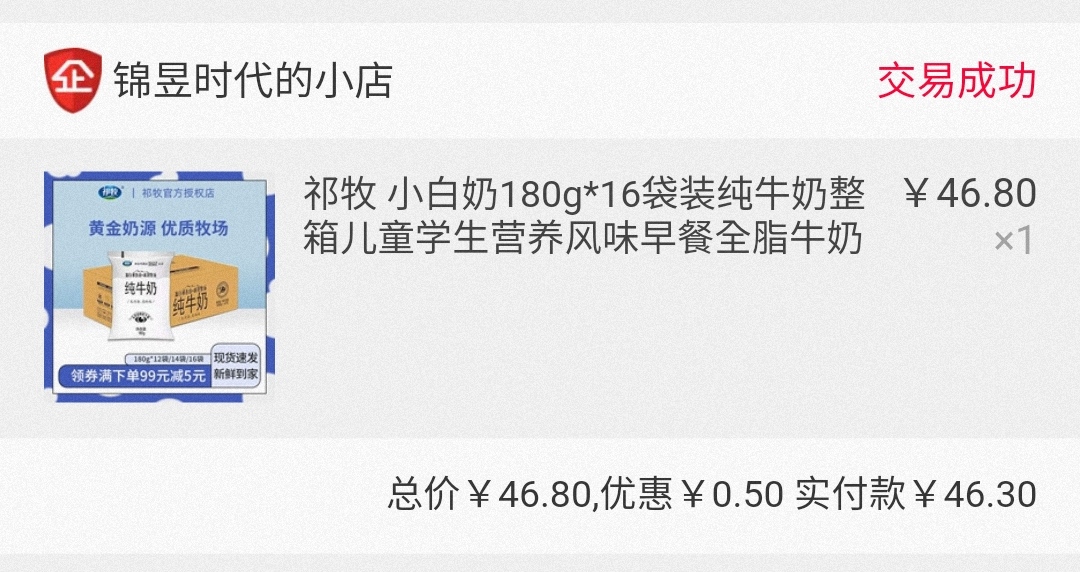 企 锦昱时代的小店 交易成功
祁牧 | 祁牧官方授权店
黄金奶源 优质牧场
纯牛奶
纯牛奶
180g*12袋/14袋/16袋
现货速发
领券满下单99元减5元
新鲜到家
祁牧 小白奶180g*16袋装纯牛奶整 ￥46.80
箱儿童学生营养风味早餐全脂牛奶 ×1
总价￥46.80,优惠￥0.50 实付款￥46.30